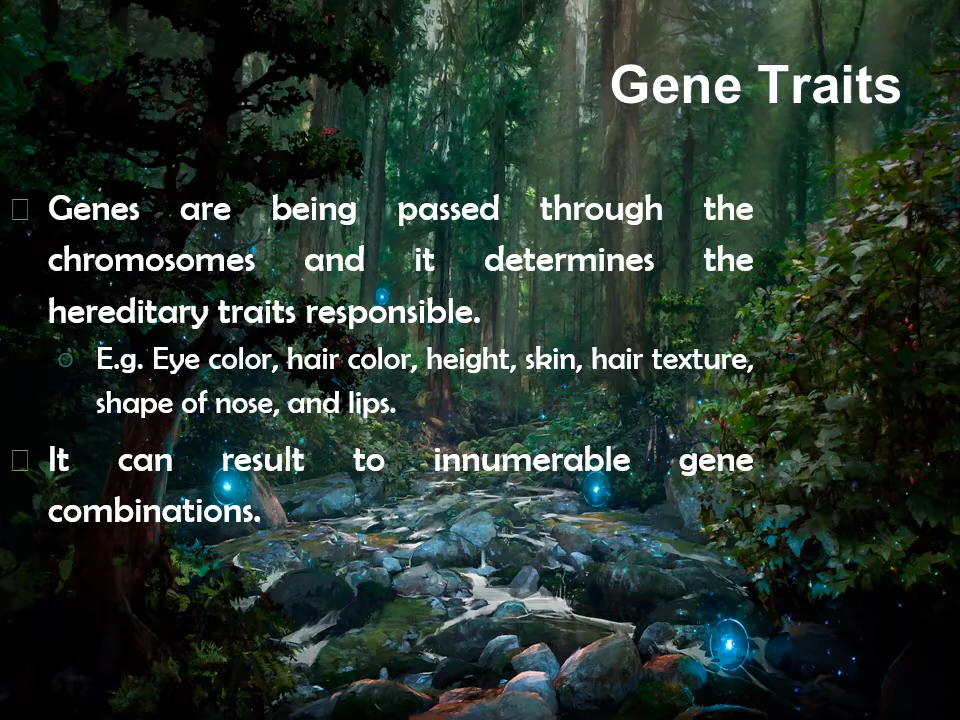 Gene Traits
Genes are being passed through the
chromosomes and it determines the
hereditary traits responsible.
E.g. Eye color, hair color, height, skin, hair texture,
shape of nose, and lips.
It can result to innumerable gene
combinations.